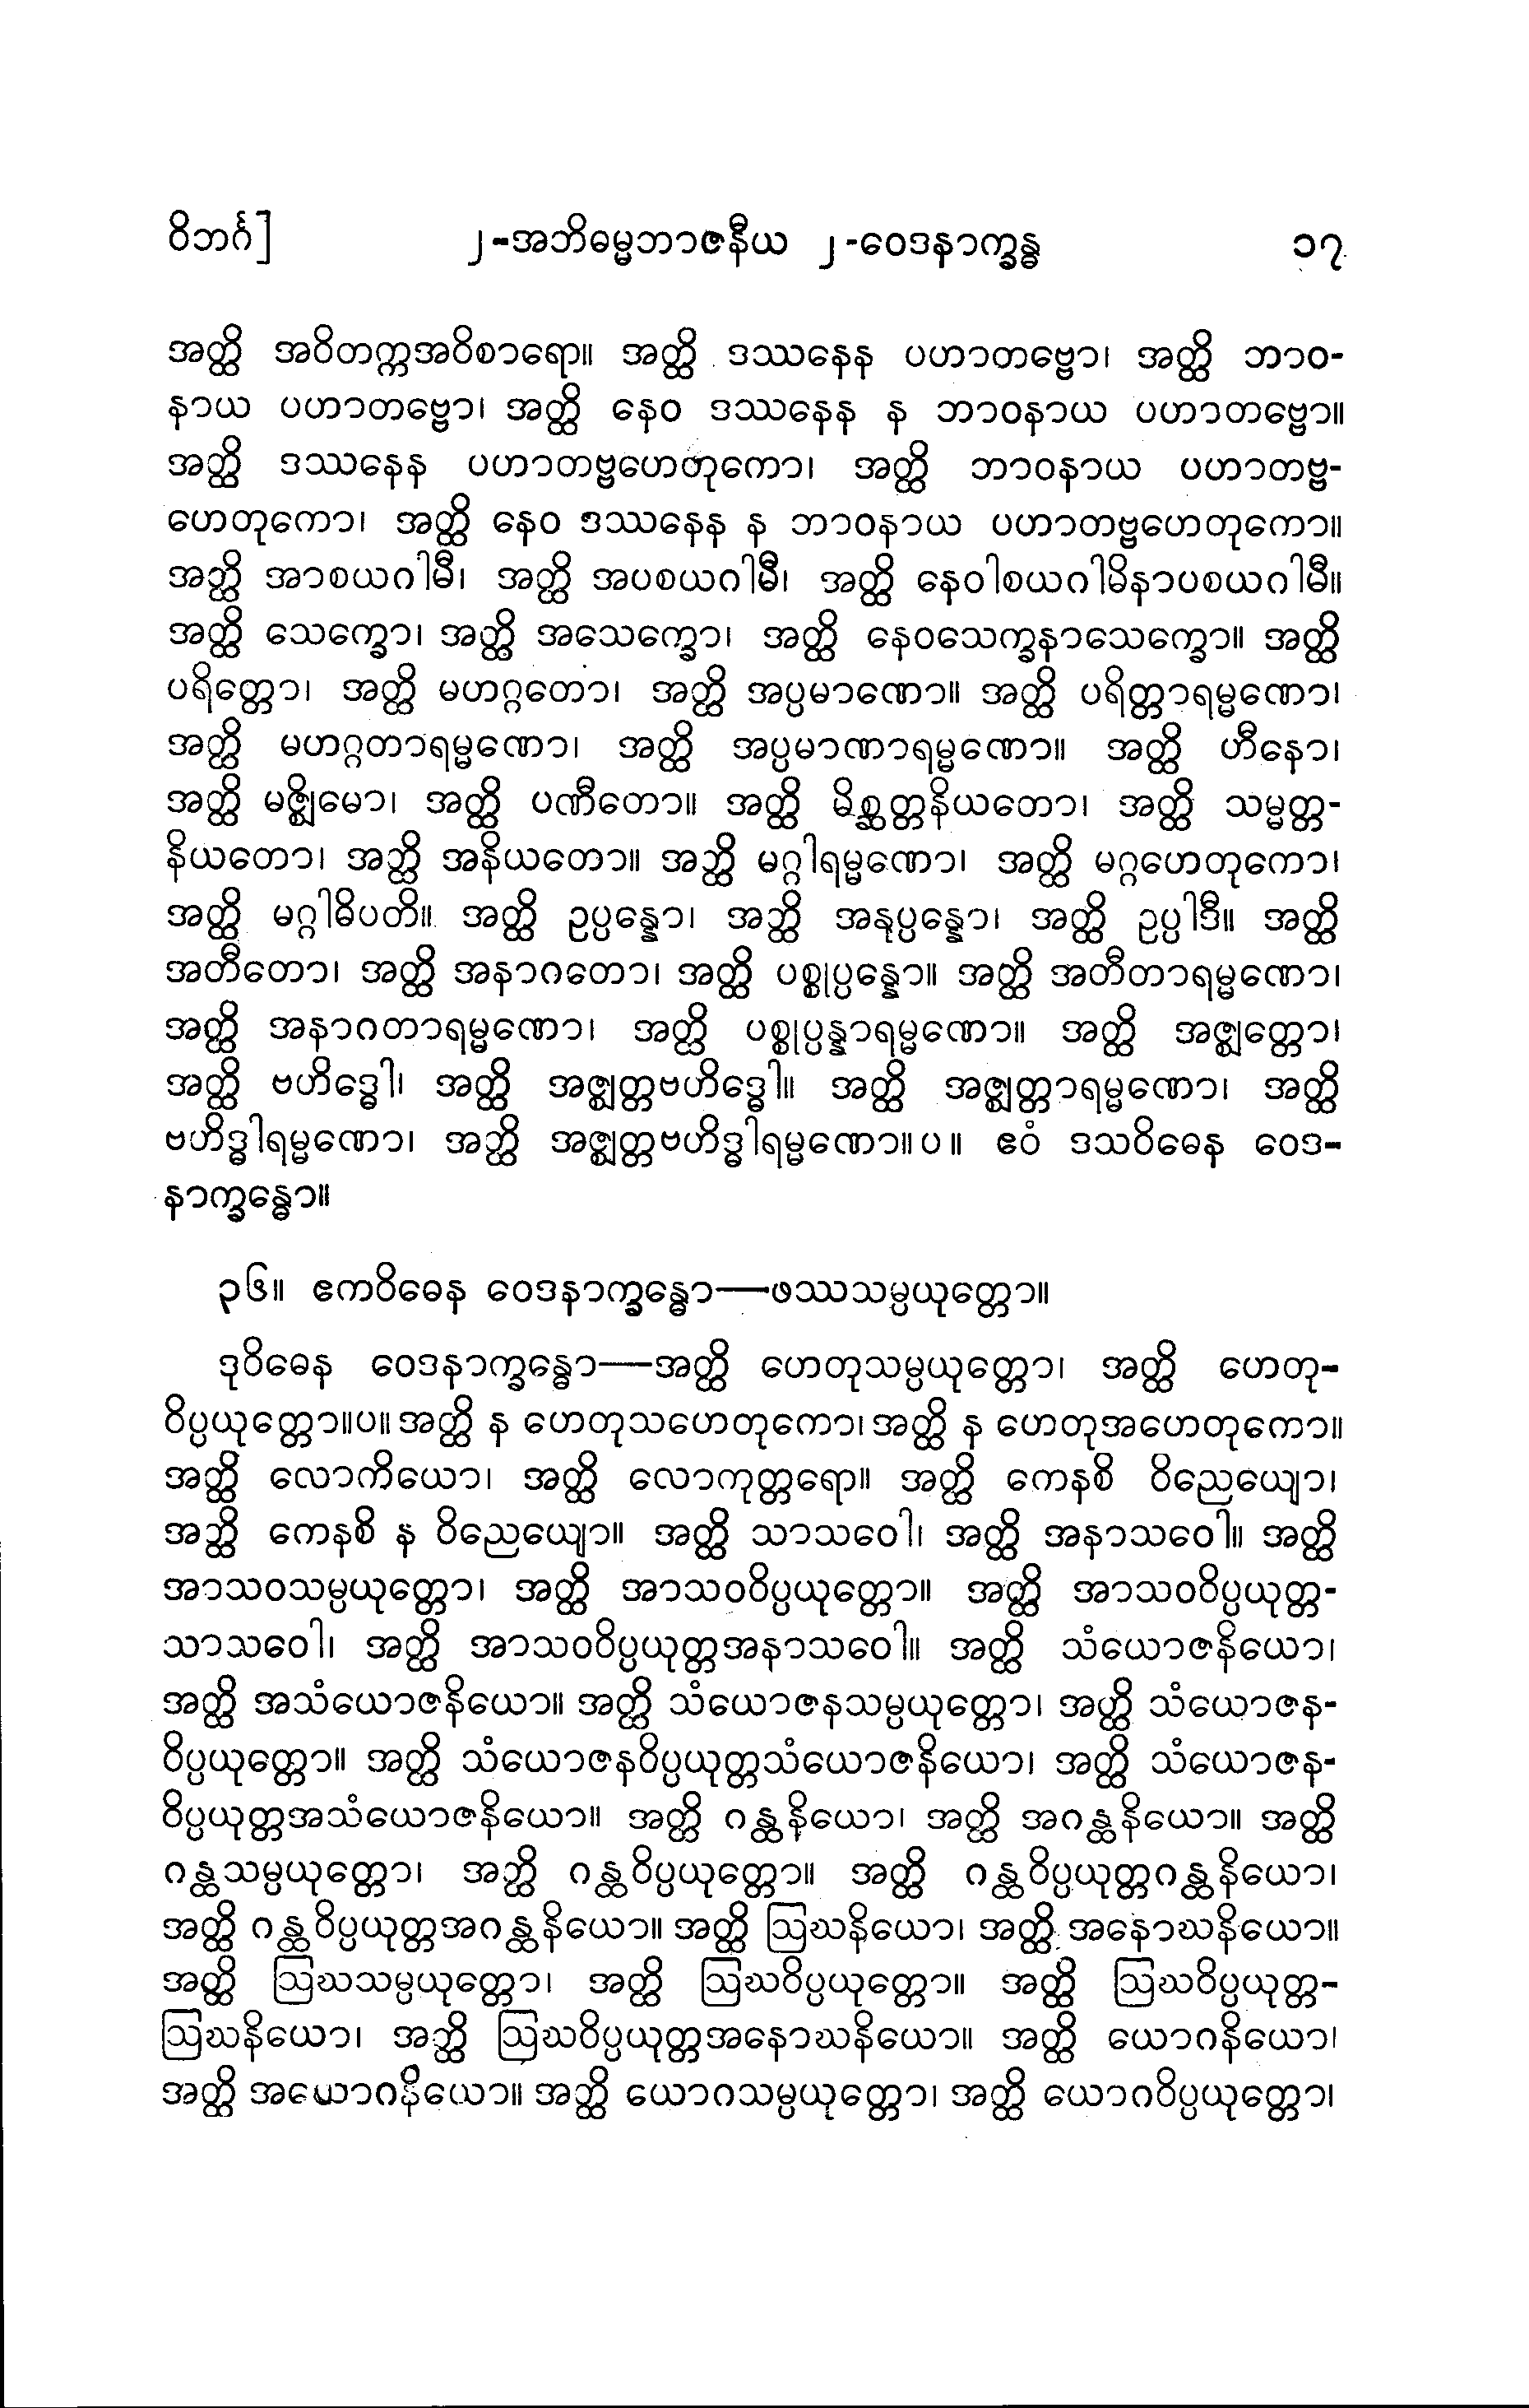 ဝိဘင်္ဂ] ၂-အဘိဓမ္မဘာဇနီယ ၂-ဝေဒနာက္ခန္ဓ ၁၇
အတ္ထိ အဝိတက္ကအဝိစာရော။ အတ္ထိ ဒဿနေန ပဟာတဗ္ဗော၊ အတ္ထိ ဘာဝ-
နာယ ပဟာတဗ္ဗော၊ အတ္ထိ နေဝ ဒဿနေန န ဘာဝနာယ ပဟာတဗ္ဗော။
အတ္ထိ ဒဿနေန ပဟာတဗ္ဗဟေတုကော၊ အတ္ထိ ဘာဝနာယ ပဟာတဗ္ဗ-
ဟေတုကော၊ အတ္ထိ နေဝ ဒဿနေန န ဘာဝနာယ ပဟာတဗ္ဗဟေတုကော။
အတ္ထိ အာစယဂါမီ၊ အတ္ထိ အပစယဂါမီ၊ အတ္ထိ နေဝါစယဂါမိနာပစယဂါမီ။
အတ္ထိ သေက္ခော၊ အတ္ထိ အသေက္ခော၊ အတ္ထိ နေဝသေက္ခနာသေက္ခော။ အတ္ထိ
ပရိတ္တော၊ အတ္ထိ မဟဂ္ဂတော၊ အတ္ထိ အပ္ပမာဏော။ အတ္ထိ ပရိတ္တာရမ္မဏော၊
အတ္ထိ မဟဂ္ဂတာရမ္မဏော၊ အတ္ထိ အပ္ပမာဏာရမ္မဏော။ အတ္ထိ ဟီနော၊
အတ္ထိ မဇ္ဈိမော၊ အတ္ထိ ပဏီတော။ အတ္ထိ မိစ္ဆတ္တနိယတော၊ အတ္ထိ သမ္မတ္တ-
နိယတော၊ အတ္ထိ အနိယတော။ အတ္ထိ မဂ္ဂါရမ္မဏော၊ အတ္ထိ မဂ္ဂဟေတုကော၊
အတ္ထိ မဂ္ဂါဓိပတိ။ အတ္ထိ ဥပ္ပန္နော၊ အတ္ထိ အနုပ္ပန္နော၊ အတ္ထိ ဥပ္ပါဒီ။ အတ္ထိ
အတီတော၊ အတ္ထိ အနာဂတော၊ အတ္ထိ ပစ္စုပ္ပန္နော။ အတ္ထိ အတီတာရမ္မဏော၊
အတ္ထိ အနာဂတာရမ္မဏော၊ အတ္ထိ ပစ္စုပ္ပန္နာရမ္မဏော။ အတ္ထိ အဇ္ဈတ္တော၊
အတ္ထိ ဗဟိဒ္ဓေါ၊ အတ္ထိ အဇ္ဈတ္တဗဟိဒ္ဓေါ။ အတ္ထိ အဇ္ဈတ္တာရမ္မဏော၊ အတ္ထိ
ဗဟိဒ္ဓါရမ္မဏော၊ အတ္ထိ အဇ္ဈတ္တဗဟိဒ္ဓါရမ္မဏော။ပ။ ဧဝံ ဒသဝိဓေန ဝေဒ-
နာက္ခန္ဓော။
၃၆။ ဧကဝိဓေန ဝေဒနာက္ခန္ဓော—ဖဿသမ္ပယုတ္တော။
ဒုဝိဓေန ဝေဒနာက္ခန္ဓော—အတ္ထိ ဟေတုသမ္ပယုတ္တော၊ အတ္ထိ ဟေတု-
ဝိပ္ပယုတ္တော။ပ။ အတ္ထိ န ဟေတုသဟေတုကော၊ အတ္ထိ န ဟေတုအဟေတုကော။
အတ္ထိ လောကိယော၊ အတ္ထိ လောကုတ္တရော။ အတ္ထိ ကေနစိ ဝိညေယျော၊
အတ္ထိ ကေနစိ န ဝိညေယျော။ အတ္ထိ သာသဝေါ၊ အတ္ထိ အနာသဝေါ။ အတ္ထိ
အာသဝသမ္ပယုတ္တော၊ အတ္ထိ အာသဝဝိပ္ပယုတ္တော။ အတ္ထိ အာသဝဝိပ္ပယုတ္တ-
သာသဝေါ၊ အတ္ထိ အာသဝဝိပ္ပယုတ္တအနာသဝေါ။ အတ္ထိ သံယောဇနိယော၊
အတ္ထိ အသံယောဇနိယော။ အတ္ထိ သံယောဇနသမ္ပယုတ္တော၊ အတ္ထိ သံယောဇန-
ဝိပ္ပယုတ္တော။ အတ္ထိ သံယောဇနဝိပ္ပယုတ္တသံယောဇနိယော၊ အတ္ထိ သံယောဇန-
ဝိပ္ပယုတ္တအသံယောဇနိယော။ အတ္ထိ ဂန္ထနိယော၊ အတ္ထိ အဂန္ထနိယော။ အတ္ထိ
ဂန္ထသမ္ပယုတ္တော၊ အတ္ထိ ဂန္ထဝိပ္ပယုတ္တော။ အတ္ထိ ဂန္ထဝိပ္ပယုတ္တဂန္ထနိယော၊
အတ္ထိ ဂန္ထဝိပ္ပယုတ္တအဂန္ထနိယော။ အတ္ထိ ဩဃနိယော၊ အတ္ထိ အနောဃနိယော။
အတ္ထိ ဩဃသမ္ပယုတ္တော၊ အတ္ထိ ဩဃဝိပ္ပယုတ္တော။ အတ္ထိ ဩဃဝိပ္ပယုတ္တ-
ဩဃနိယော၊ အတ္ထိ ဩဃဝိပ္ပယုတ္တအနောဃနိယော။ အတ္ထိ ယောဂနိယော၊
အတ္ထိ အယောဂနိယော။ အတ္ထိ ယောဂသမ္ပယုတ္တော၊ အတ္ထိ ယောဂဝိပ္ပယုတ္တော၊